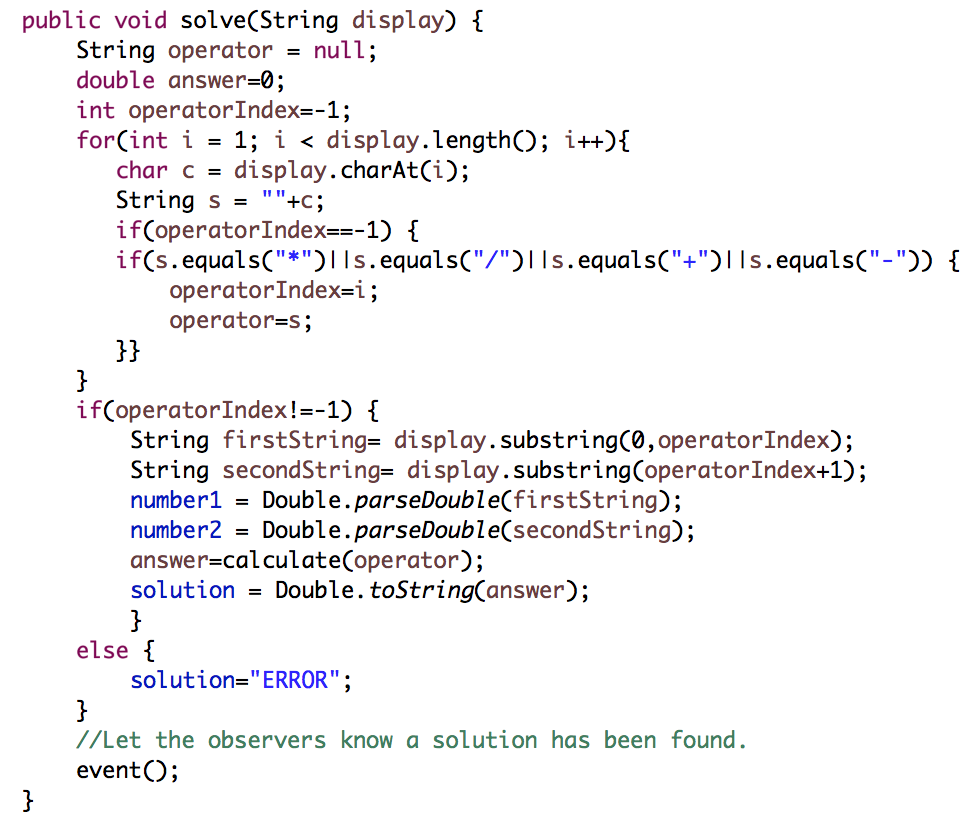 public void solve(String display) {
    String operator = null;
    double answer=0;
    int operatorIndex=-1;
    for(int i = 1; i < display.length(); i++){
       char c = display.charAt(i);
       String s = ""+c;
       if(operatorIndex==-1) {
       if(s.equals("*")||s.equals("/")||s.equals("+")||s.equals("-")) {
           operatorIndex=i;
           operator=s;
       }}
    }
    if(operatorIndex!=-1) {
        String firstString= display.substring(0,operatorIndex);
        String secondString= display.substring(operatorIndex+1);
        number1 = Double.parseDouble(firstString);
        number2 = Double.parseDouble(secondString);
        answer=calculate(operator);
        solution = Double.toString(answer);
        }
    else {
        solution="ERROR";
    }
    //Let the observers know a solution has been found.
    event();
}